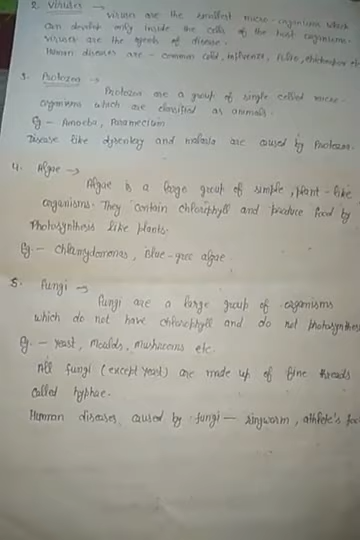 2. Viruses →
Viruses are the smallest micro-organisms which
can develop only inside the cells of the host organisms.
Viruses are the agents of disease.
Human diseases are - common cold, influenza, Polio, chickenpox
3. Protozoa →
Protozoa are a group of single celled micro-
organisms which are classified as animals.
Eg - Amoeba, Paramecium
Disease like dysentery and malaria are caused by Protozoa.
4. Algae →
Algae is a large group of simple, plant-like
organisms. They contain chlorophyll and produce food by
Photosynthesis like plants.
Eg. - Chlamydomonas, Blue-gree algae
5. Fungi →
Fungi are a large group of organisms
which do not have chlorophyll and do not photosynthes
Eg. - yeast, Moulds, Mushrooms etc.
All fungi (except yeast) are made up of fine threads
called hyphae.
Human diseases caused by fungi - ringworm, athlete's foo